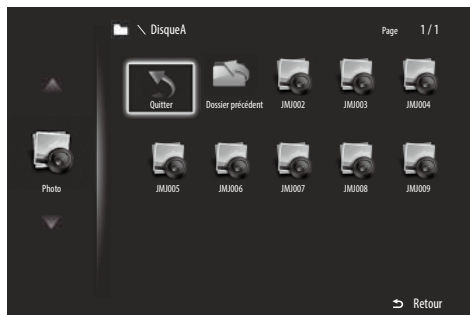 \ DisqueA
Page 1 / 1
Quitter
Dossier précédent
JMJ002
JMJ003
JMJ004
Photo
JMJ005
JMJ006
JMJ007
JMJ008
JMJ009
Retour